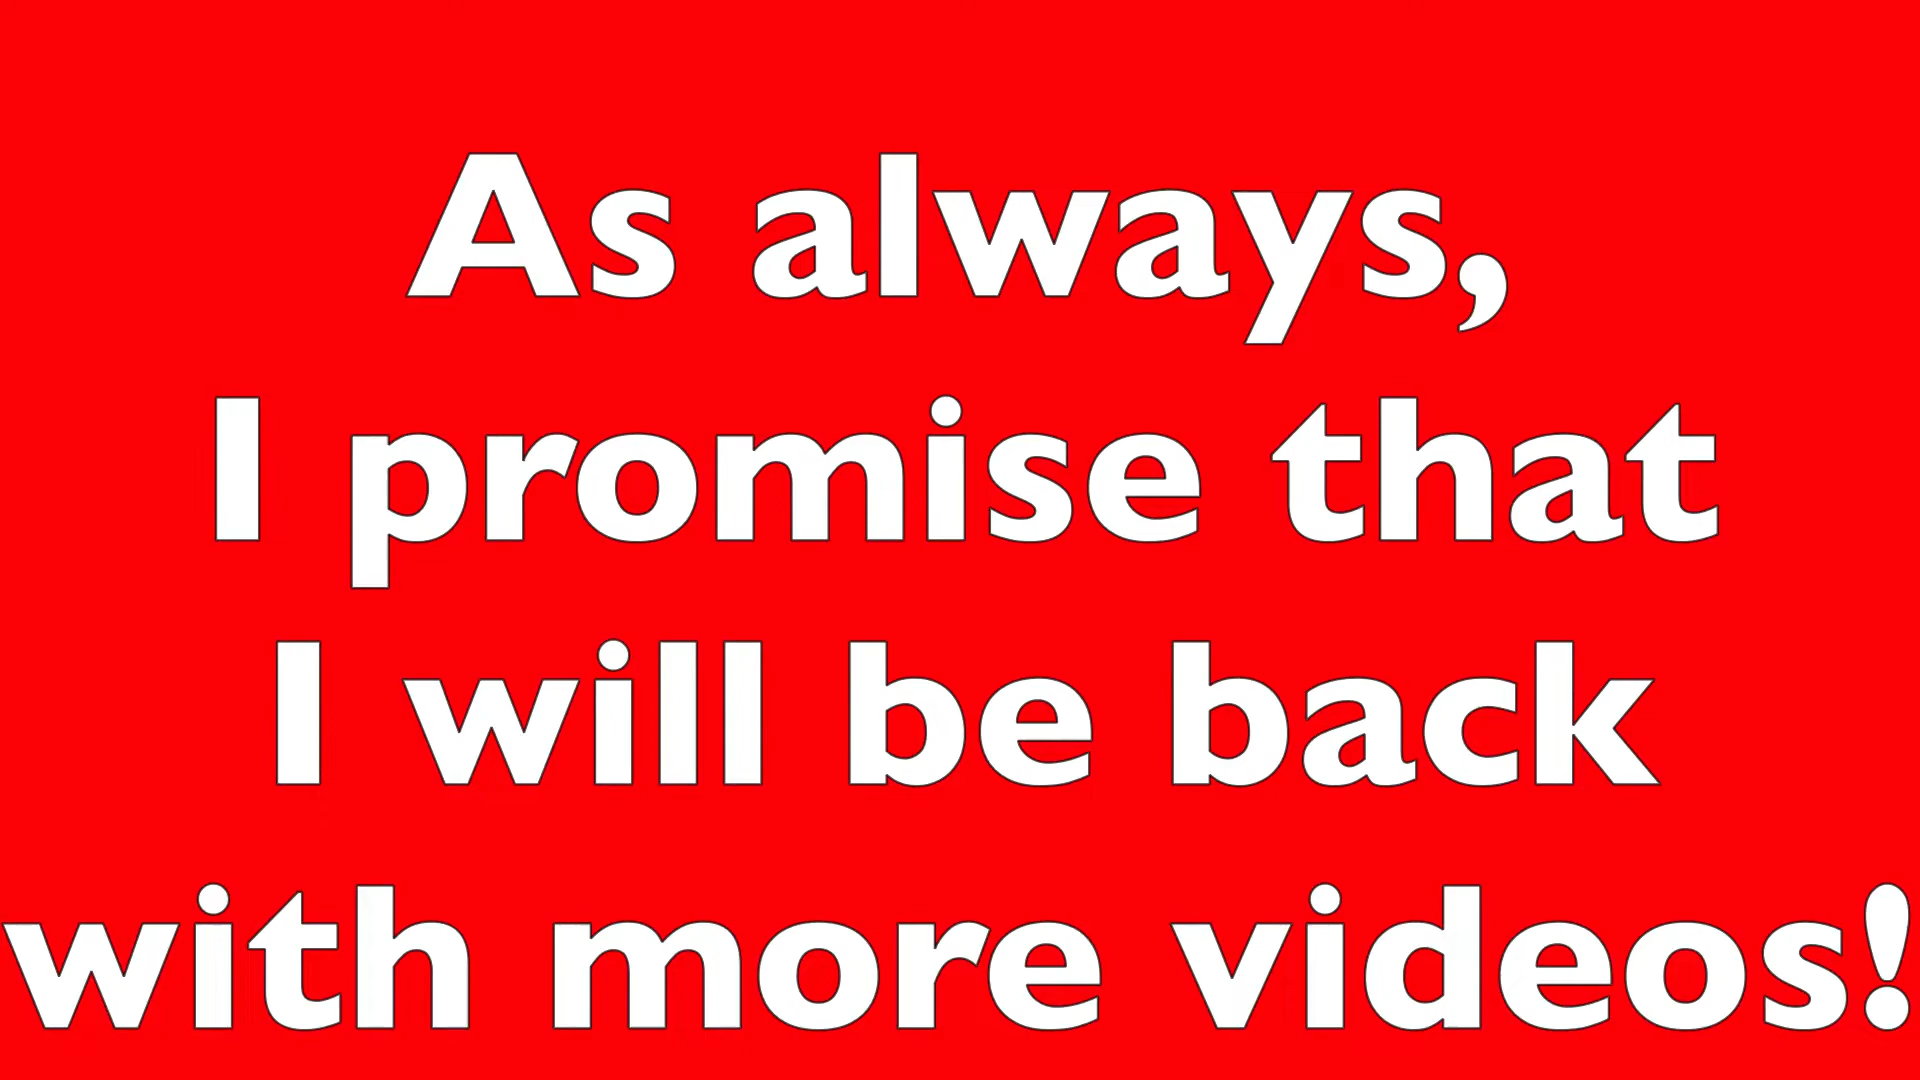 As always,
I promise that
I will be back
with more videos!